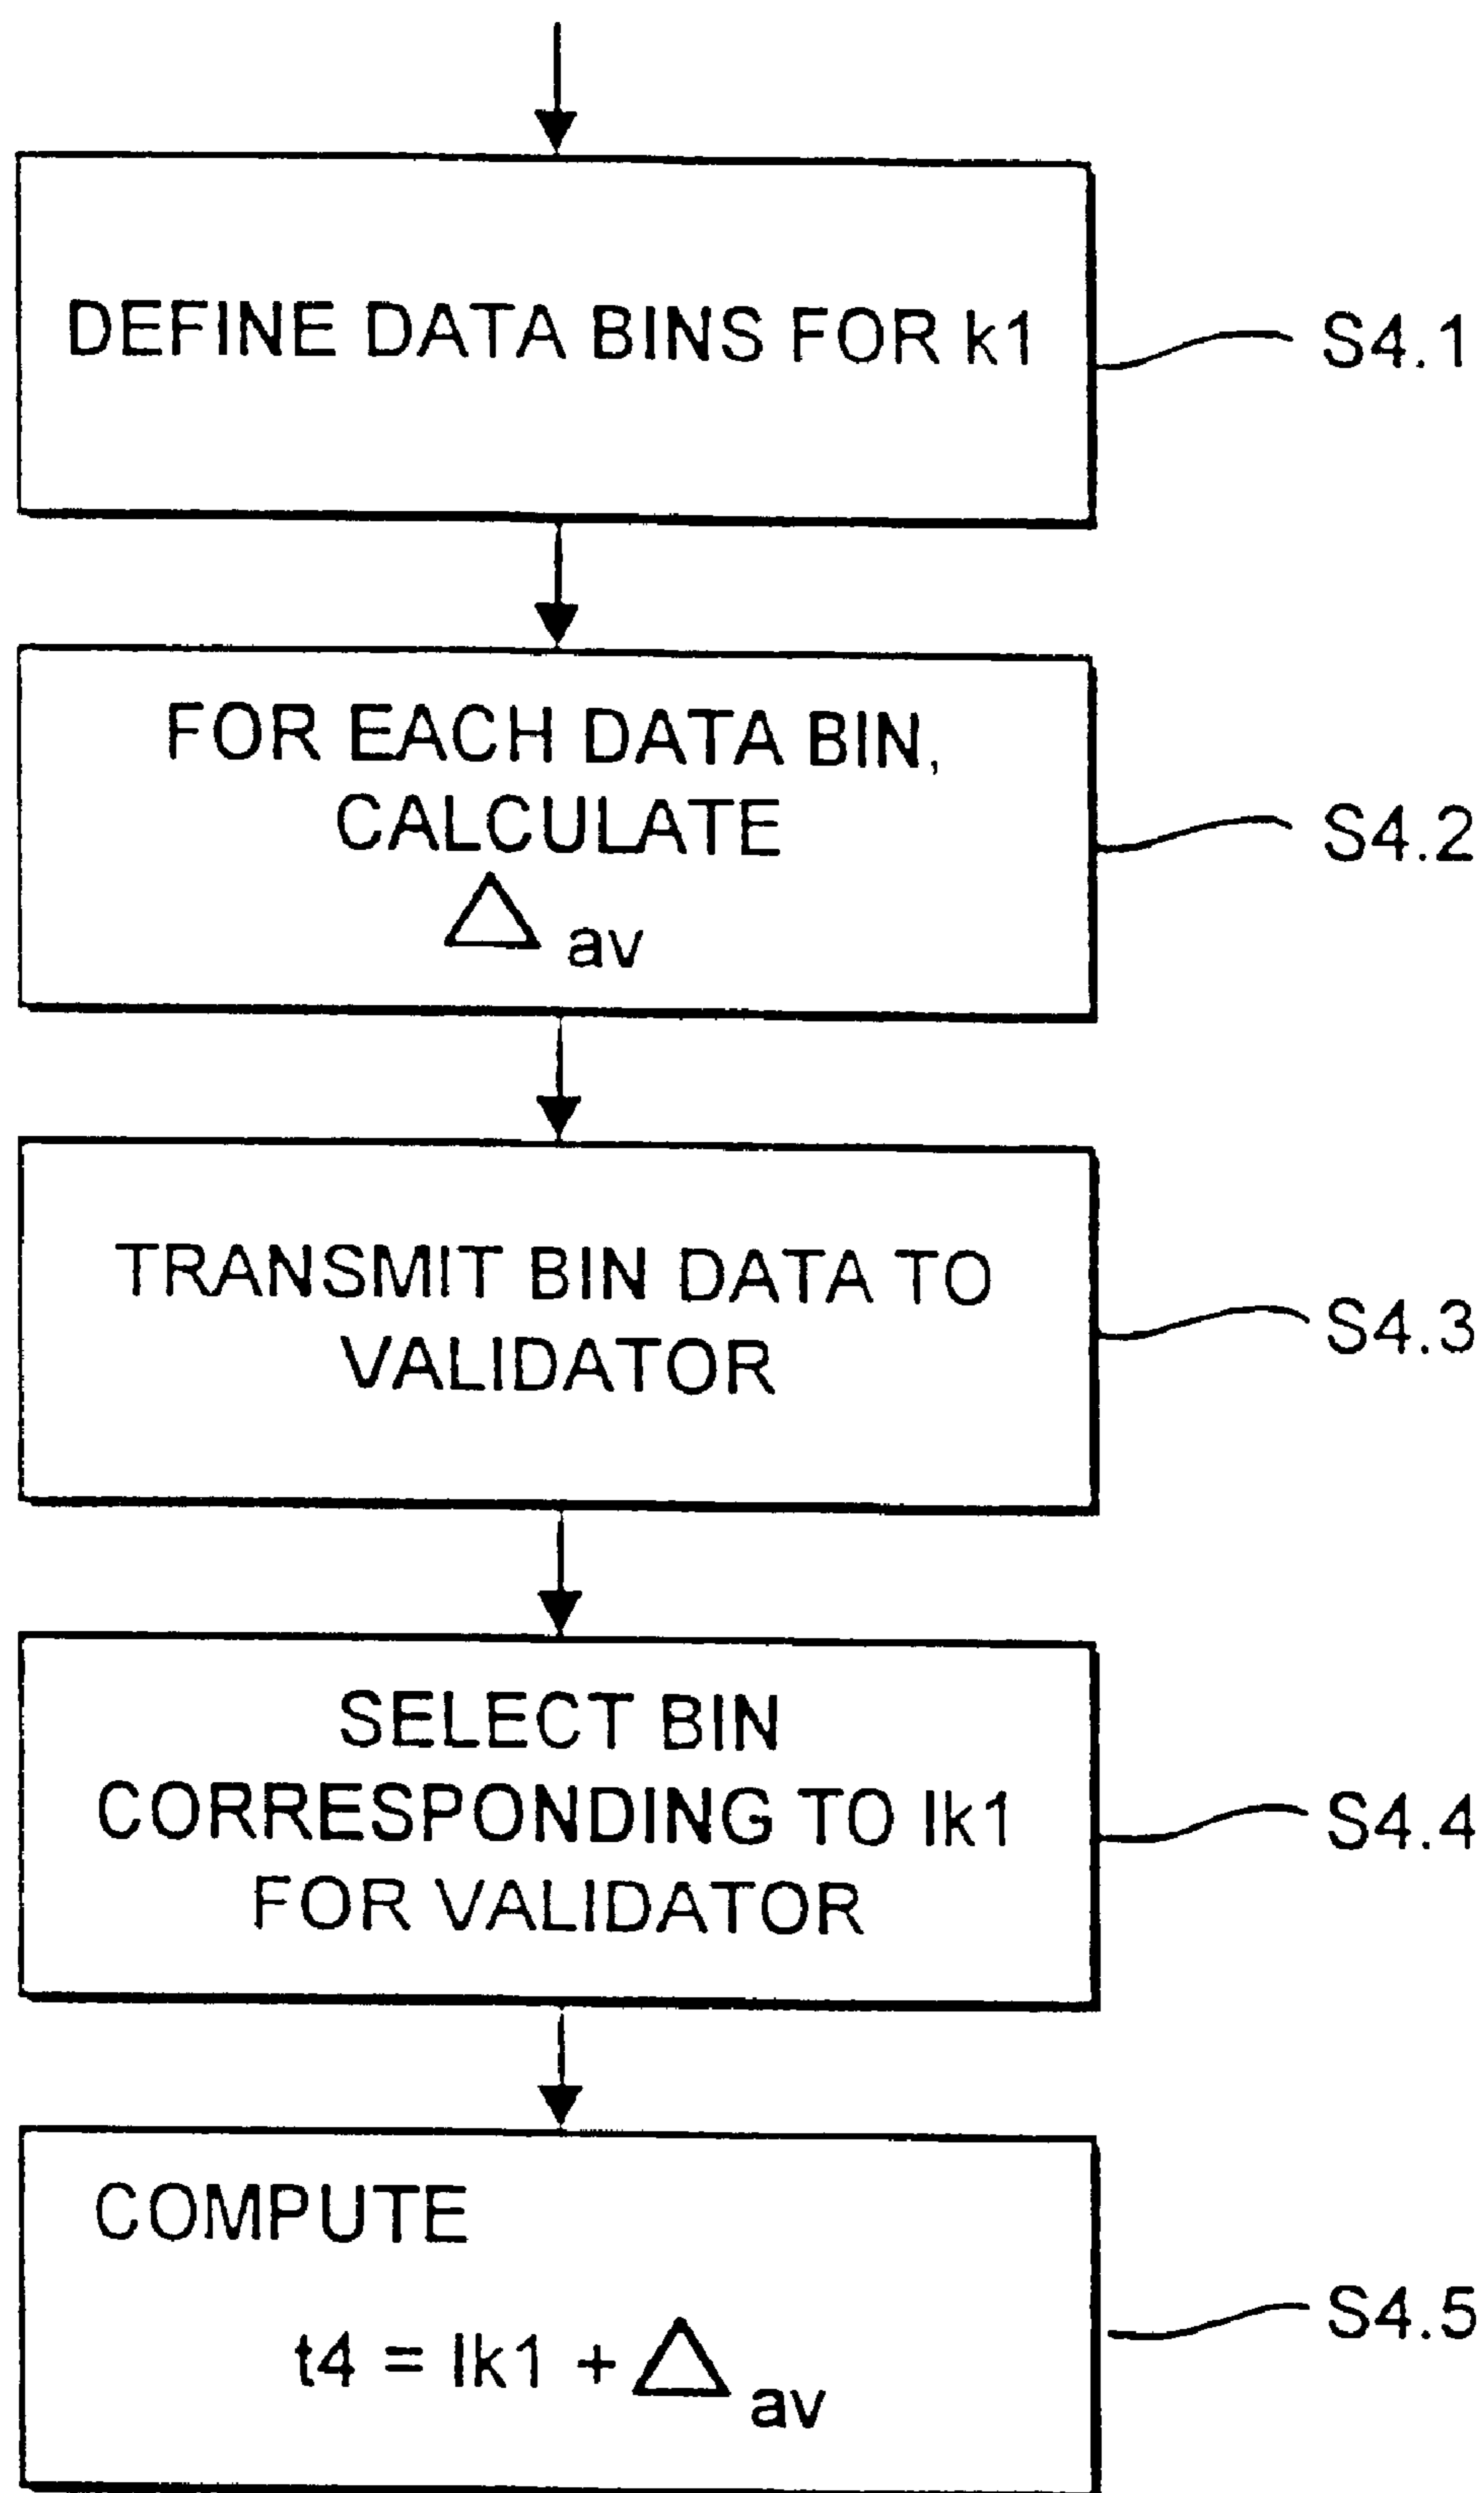 DEFINE DATA BINS FOR k1
S4.1
FOR EACH DATA BIN,
CALCULATE
△av
S4.2
TRANSMIT BIN DATA TO
VALIDATOR
S4.3
SELECT BIN
CORRESPONDING TO Ik1
FOR VALIDATOR
S4.4
COMPUTE
t4 = Ik1 + △av
S4.5